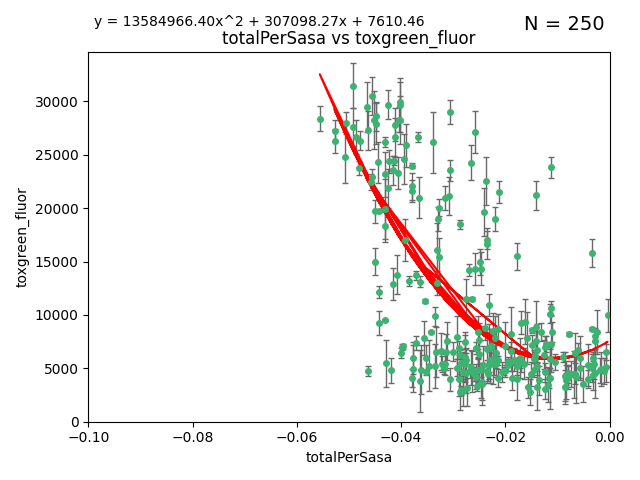 y = 13584966.40x^2 + 307098.27x + 7610.46
N = 250
totalPerSasa vs toxgreen_fluor
30000
25000
20000
15000
10000
5000
0
toxgreen_fluor
−0.10 −0.08 −0.06 −0.04 −0.02 0.00
totalPerSasa